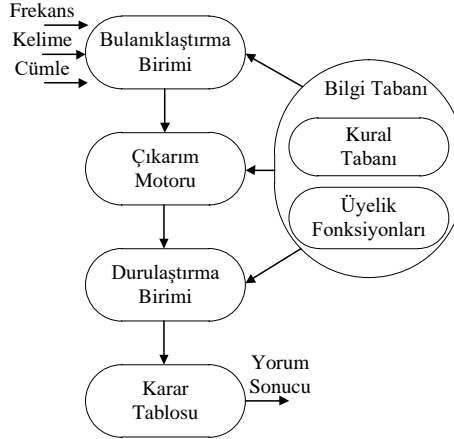 Frekans
Kelime
Cümle
Bulanıklaştırma
Birimi
Bilgi Tabanı
Kural
Tabanı
Çıkarım
Motoru
Üyelik
Fonksiyonları
Durulaştırma
Birimi
Karar
Tablosu
Yorum
Sonucu